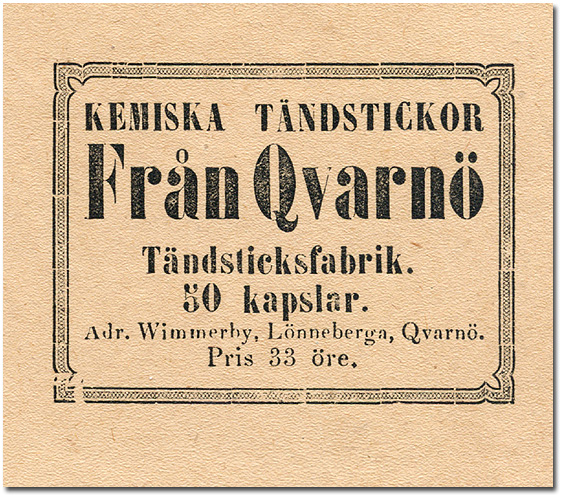 KEMISKA TÄNDSTICKOR
Från Qvarnö
Tändsticksfabrik.
50 kapslar.
Adr. Wimmerby, Lönneberga, Qvarnö.
Pris 33 öre.